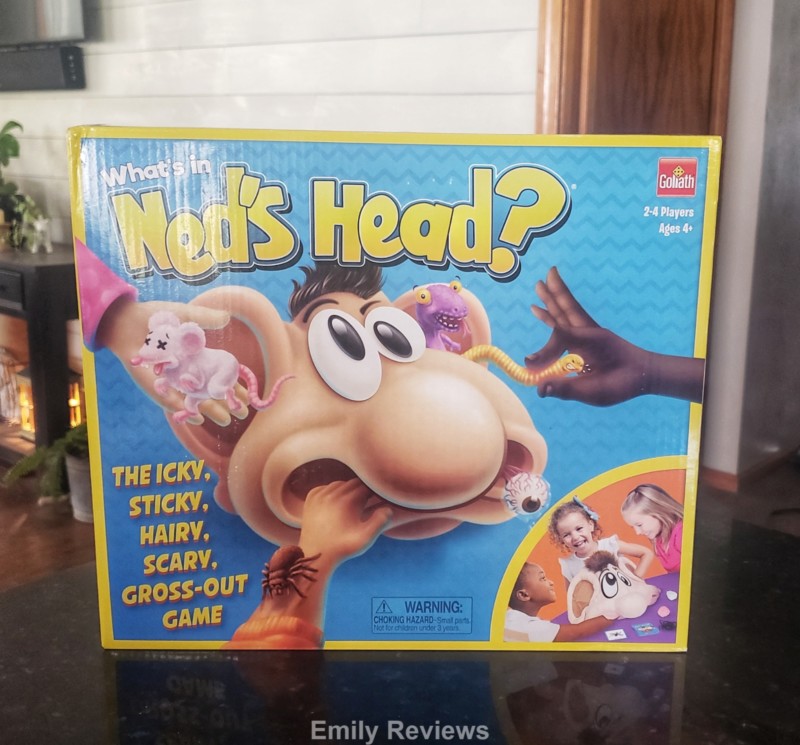 What's in
Ned's Head?
Goliath
2-4 Players
Ages 4+
THE ICKY,
STICKY,
HAIRY,
SCARY,
GROSS-OUT
GAME
WARNING:
CHOKING HAZARD-Small parts.
Not for children under 3 years.
Emily Reviews